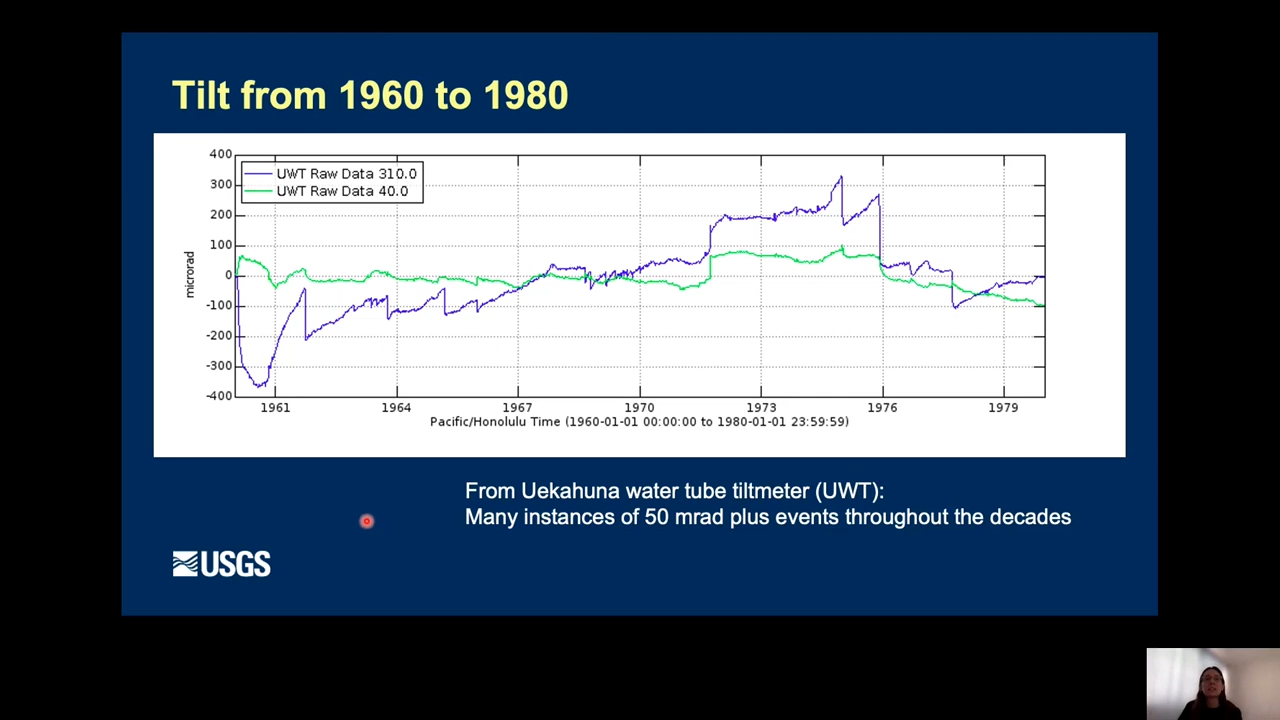 Tilt from 1960 to 1980
400
300
200
100
0
-100
-200
-300
-400
microrad
UWT Raw Data 310.0
UWT Raw Data 40.0
1961 1964 1967 1970 1973 1976 1979
Pacific/Honolulu Time (1960-01-01 00:00:00 to 1980-01-01 23:59:59)
From Uekahuna water tube tiltmeter (UWT):
Many instances of 50 mrad plus events throughout the decades
USGS